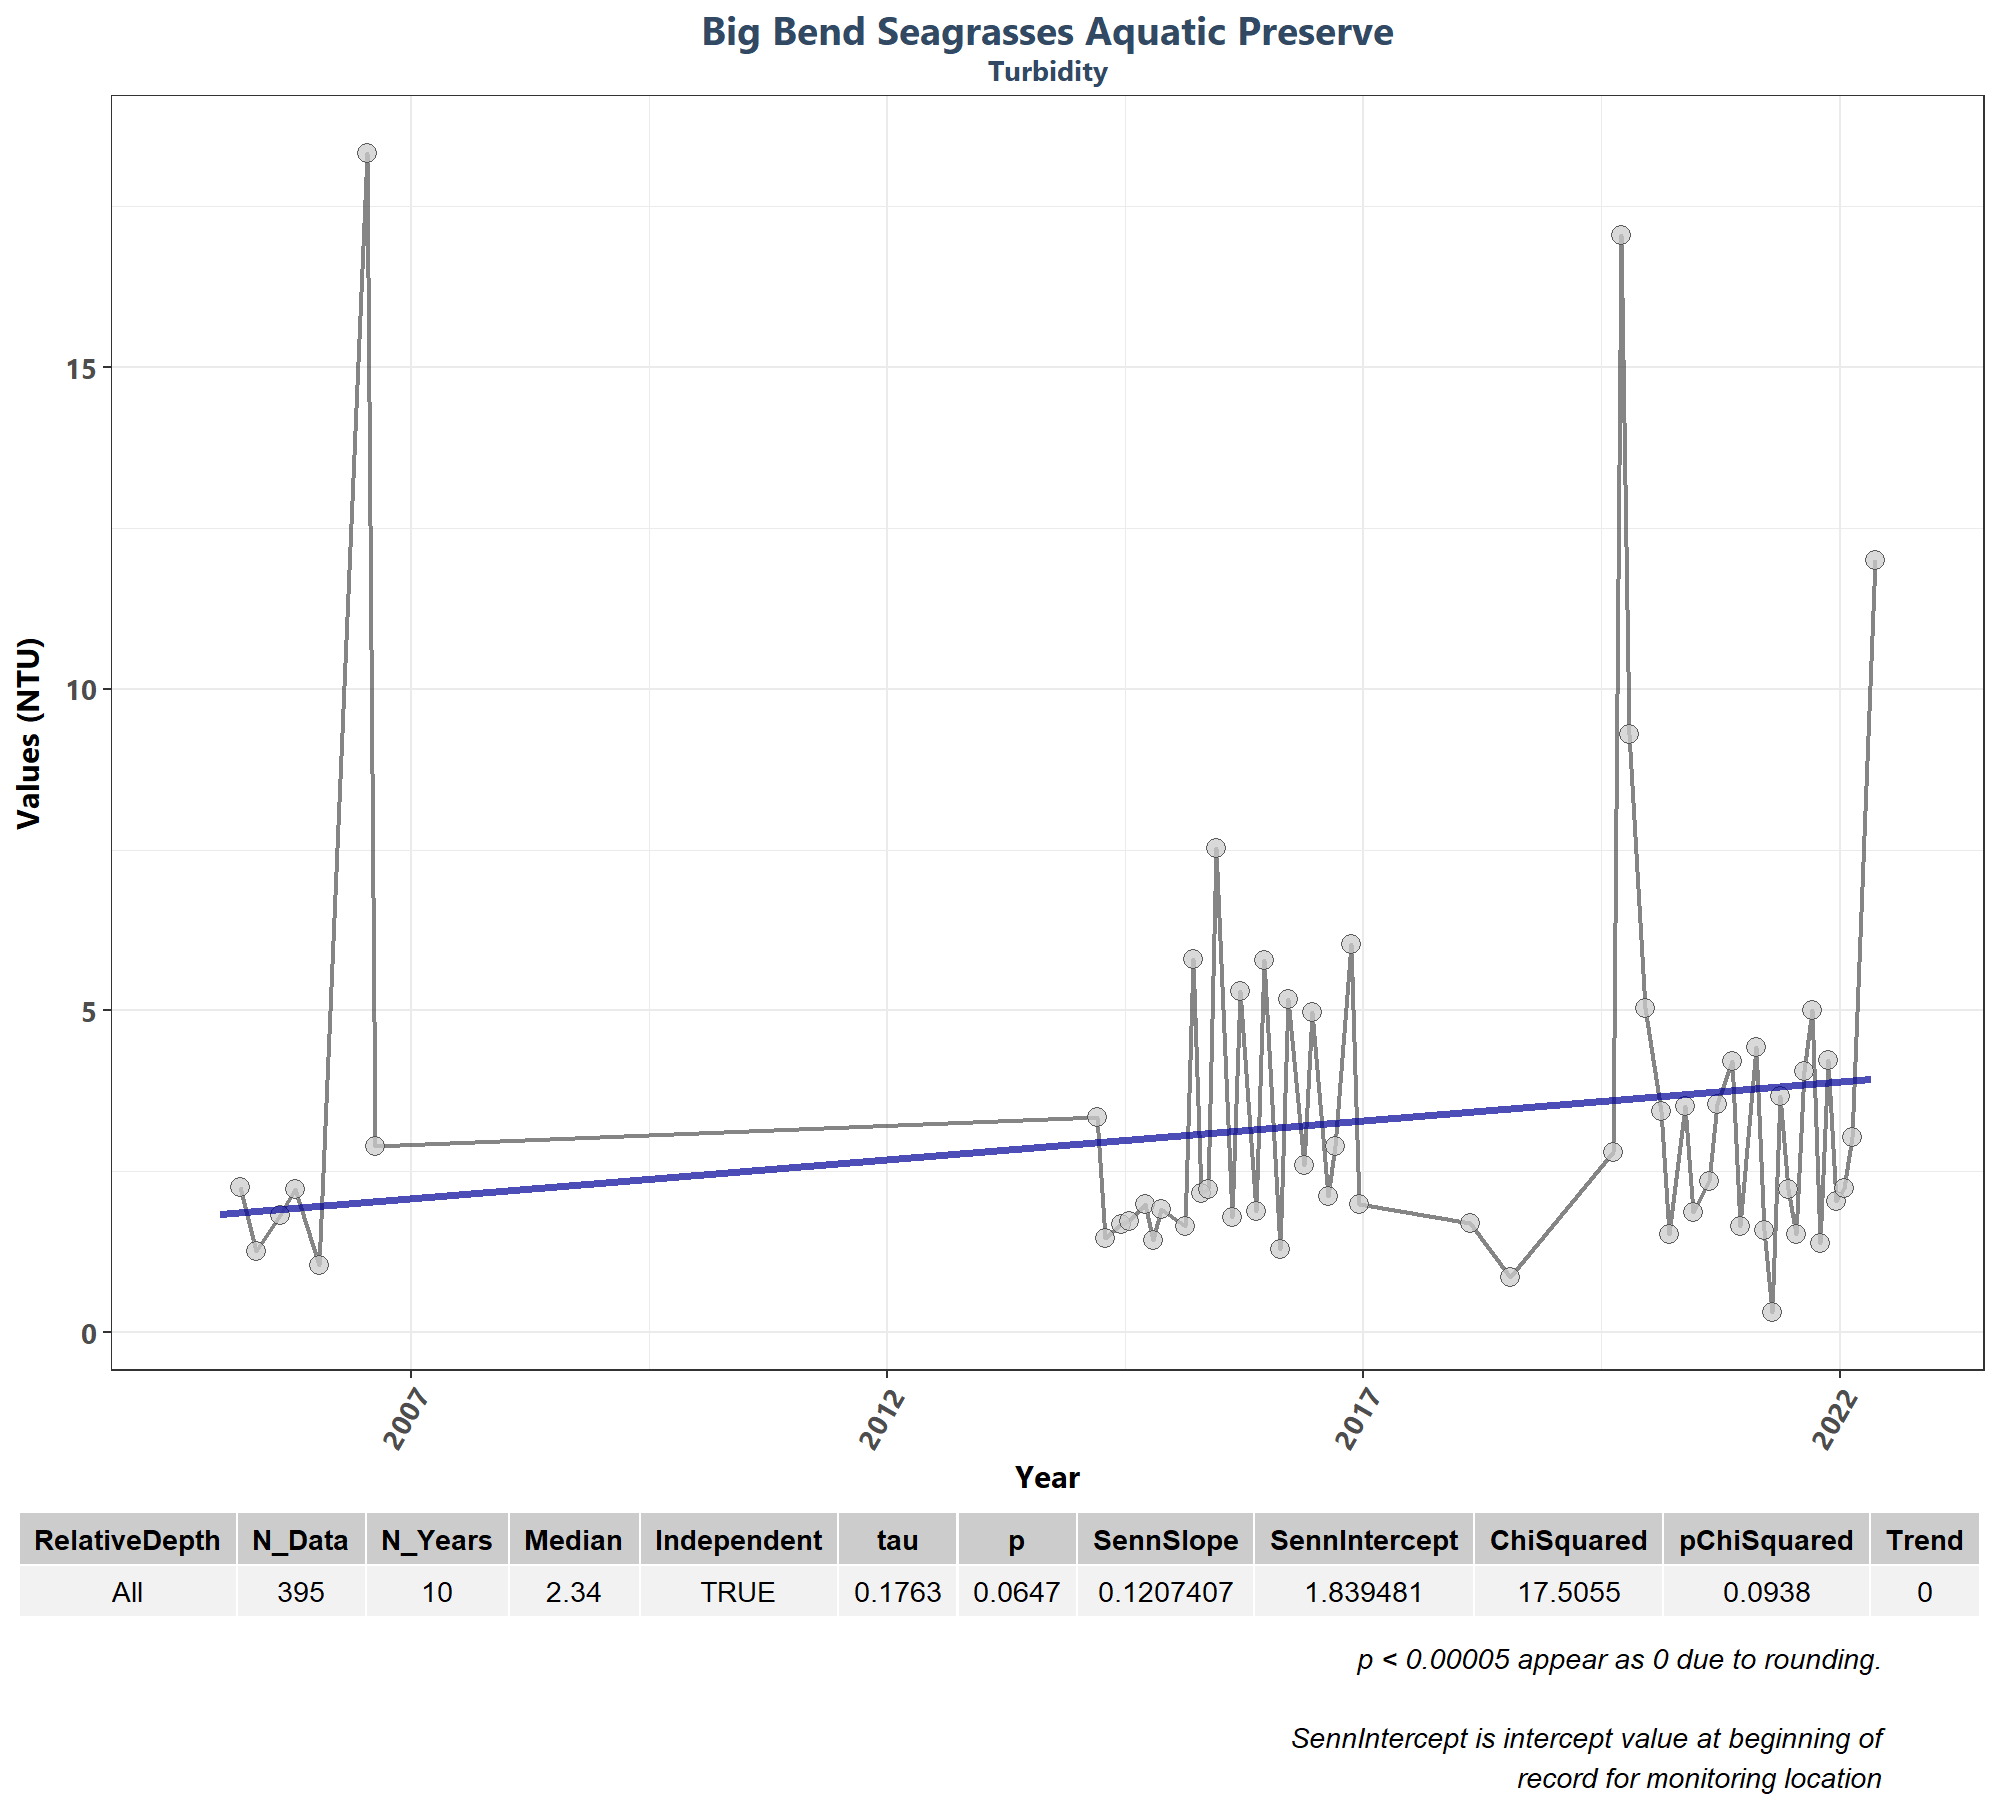 Big Bend Seagrasses Aquatic Preserve
Turbidity
Values (NTU)
15
10
5
0
2007 2012 2017 2022
Year
RelativeDepth N_Data N_Years Median Independent tau p SennSlope SennIntercept ChiSquared pChiSquared Trend
All 395 10 2.34 TRUE 0.1763 0.0647 0.1207407 1.839481 17.5055 0.0938 0
p < 0.00005 appear as 0 due to rounding.
SennIntercept is intercept value at beginning of
record for monitoring location